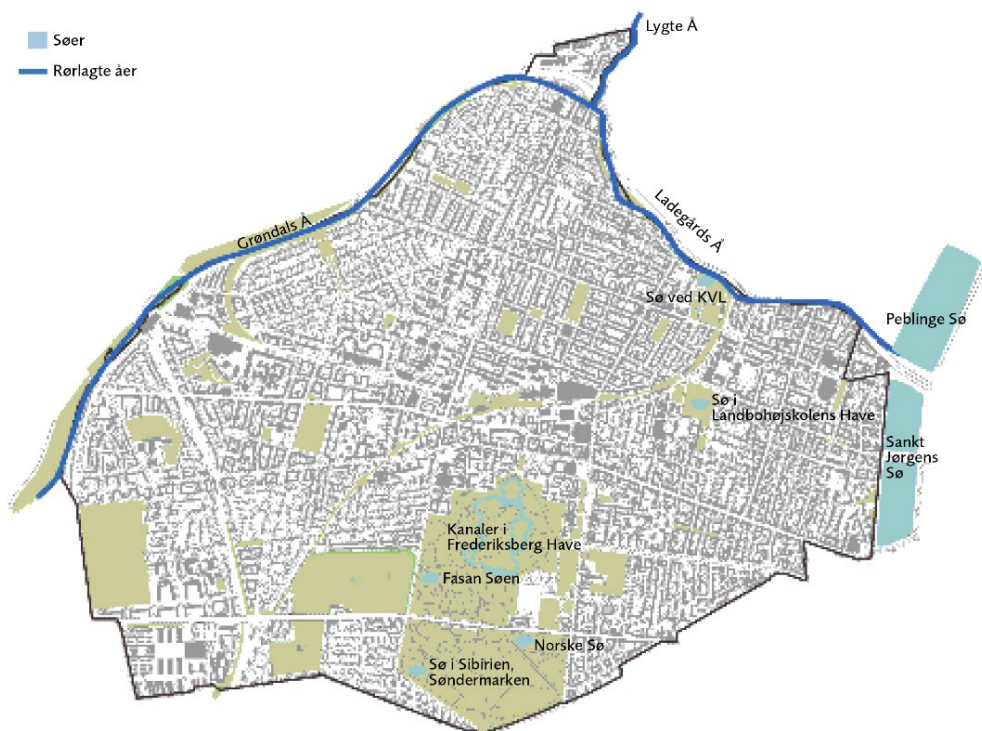 Lygte Å
Søer
Rørlagte åer
Ladegårds Å
Grøndals Å
Sø ved KVL
Peblinge Sø
Sø i
Landbohøjskolens Have
Sankt
Jørgens
Sø
Kanaler i
Frederiksberg Have
Fasan Søen
Norske Sø
Sø i Sibirien,
Søndermarken